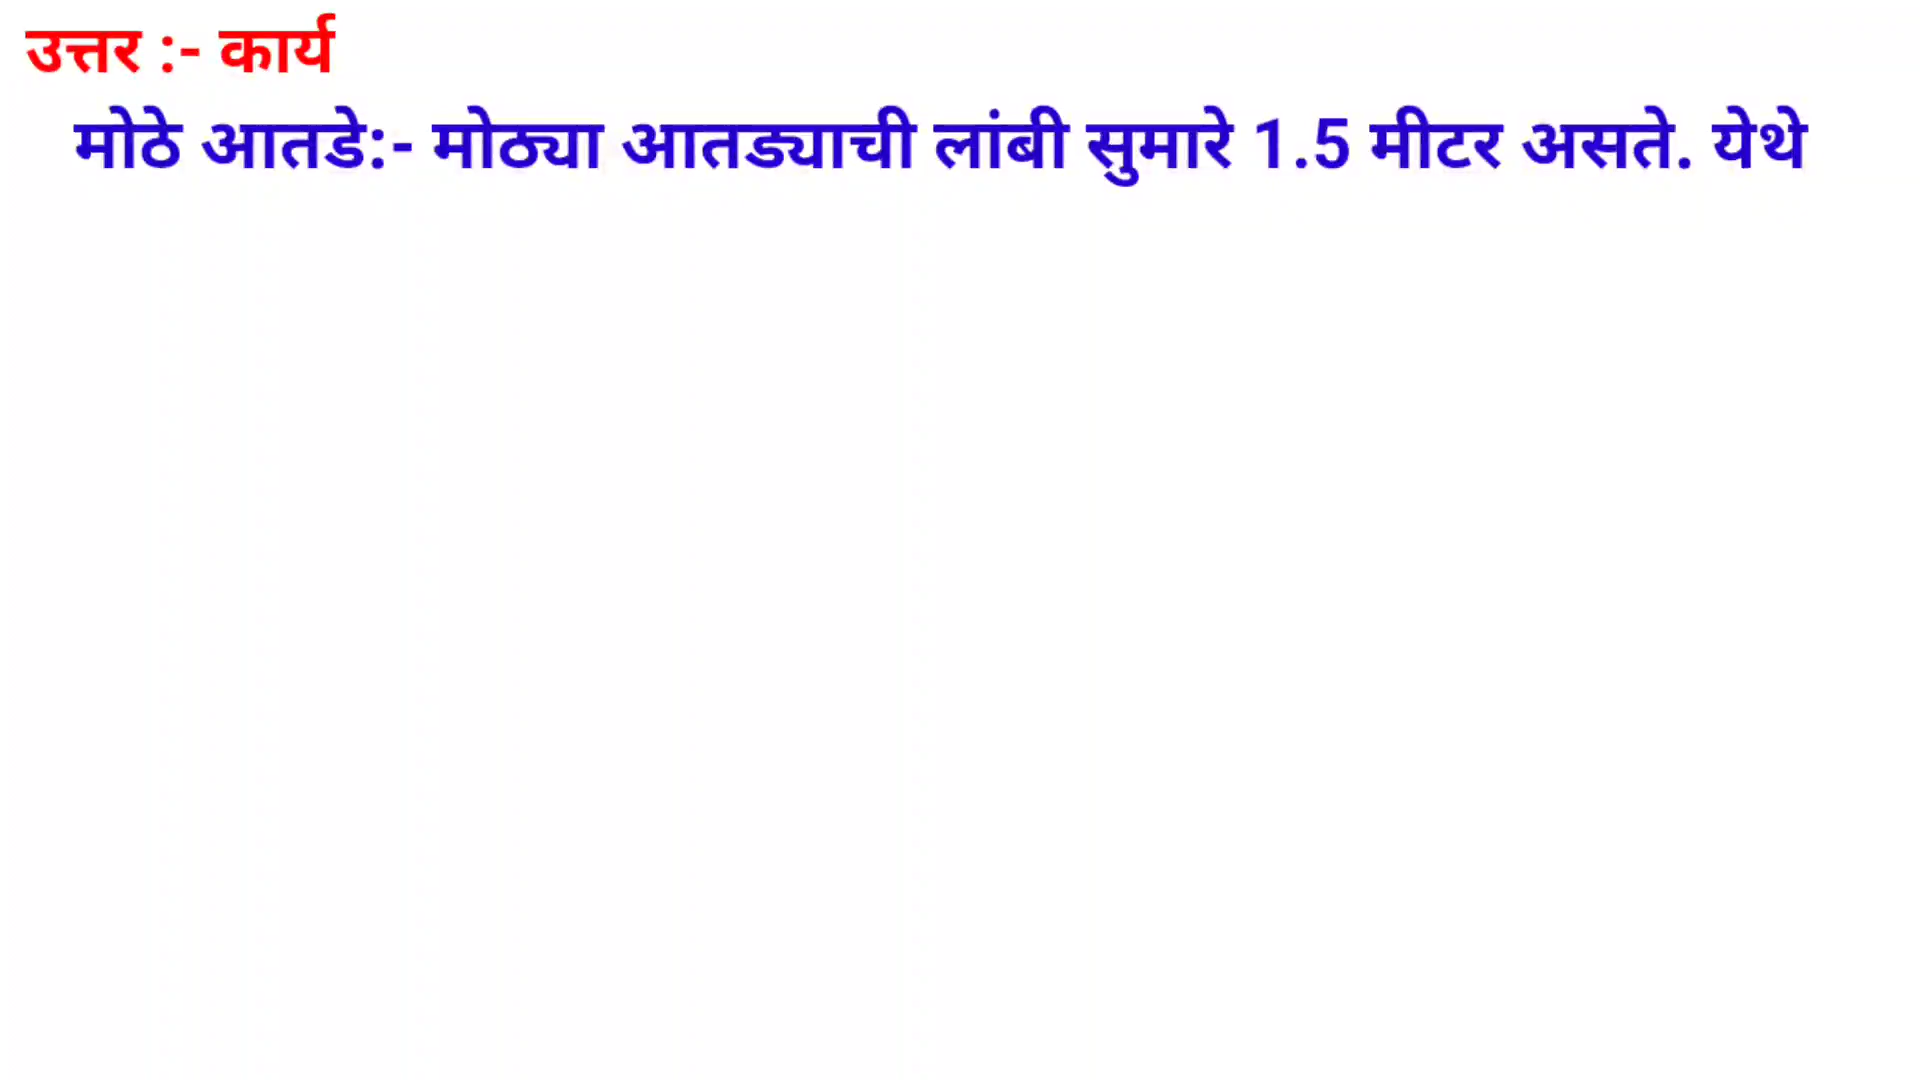 उत्तर :- कार्य
मोठे आतडे:- मोठ्या आतड्याची लांबी सुमारे 1.5 मीटर असते. येथे